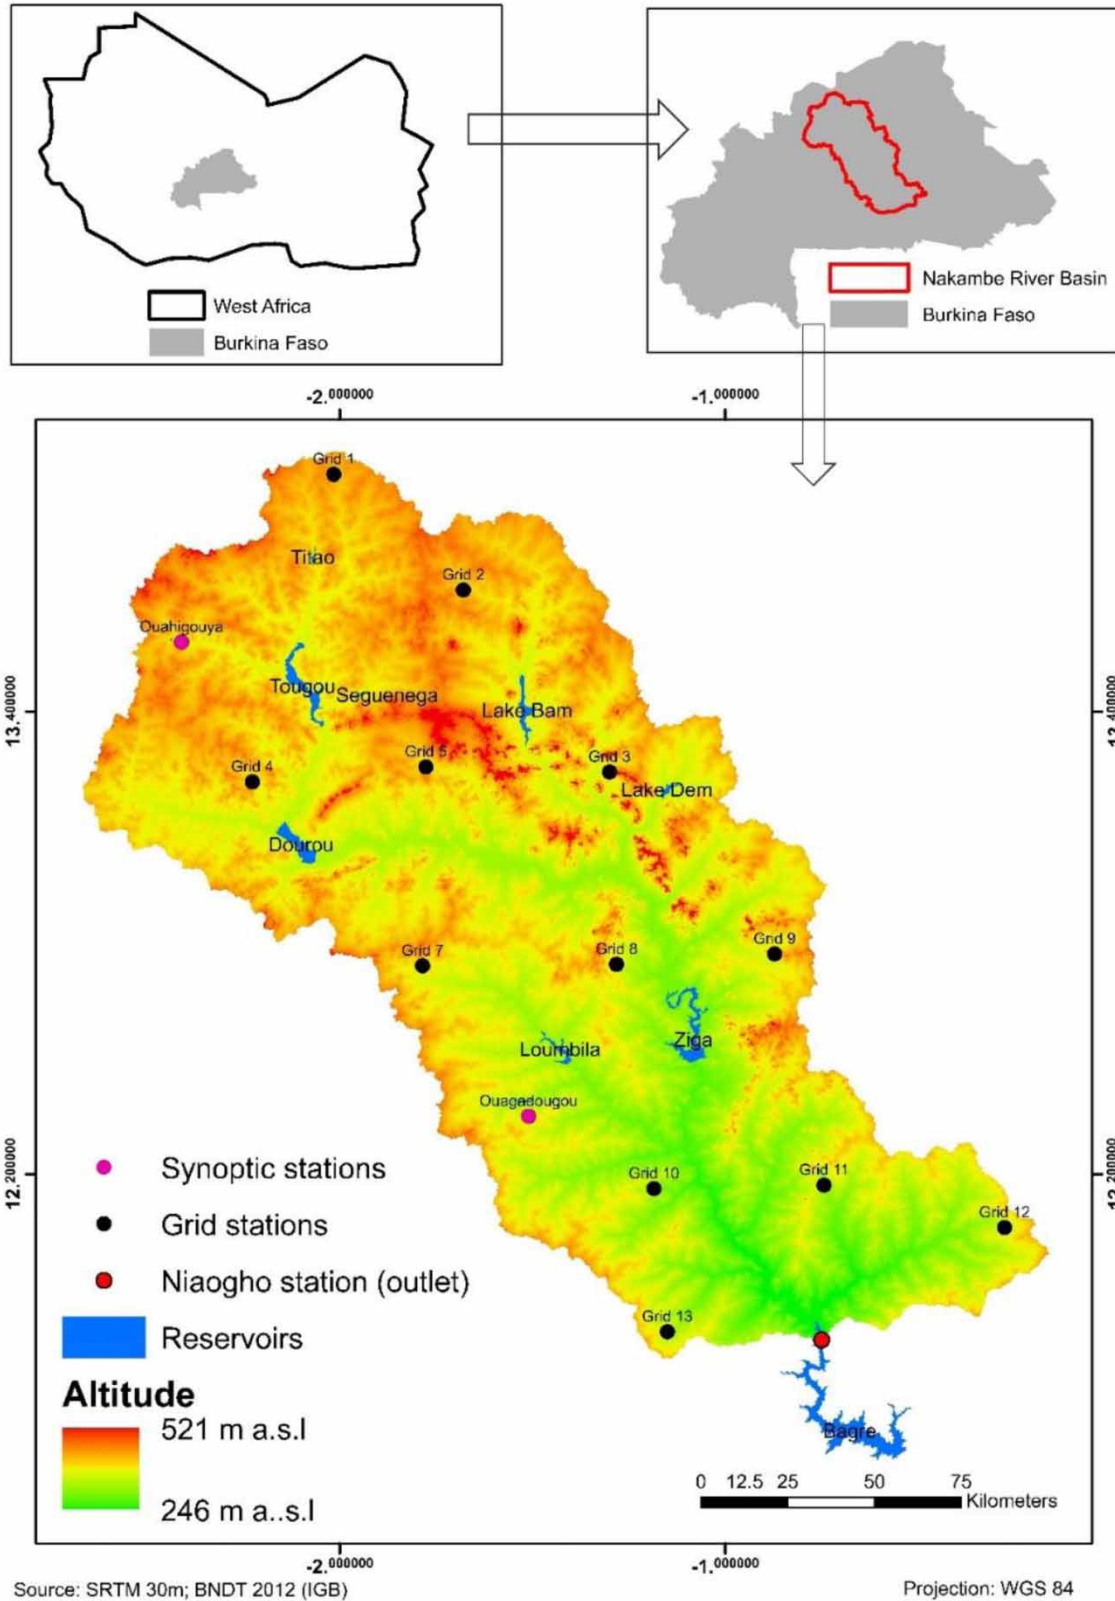 West Africa
Burkina Faso
Nakambe River Basin
Burkina Faso
-2.000000
-1.000000
Grid 1
Titao
Grid 2
Ouahigouya
Tougou
Seguenega
Lake Bam
13.400000
13.400000
Grid 4
Grid 5
Grid 3
Lake Dem
Dourou
Grid 7
Grid 8
Grid 9
Ziga
Loumbila
Ouagadougou
Synoptic stations
Grid 10
Grid 11
12.200000
12.200000
Grid 12
Grid stations
Niaogho station (outlet)
Grid 13
Reservoirs
Altitude
521 m a.s.l
246 m a..s.l
Bagre
0 12.5 25 50 75
Kilometers
-2.000000
-1.000000
Source: SRTM 30m; BNDT 2012 (IGB)
Projection: WGS 84